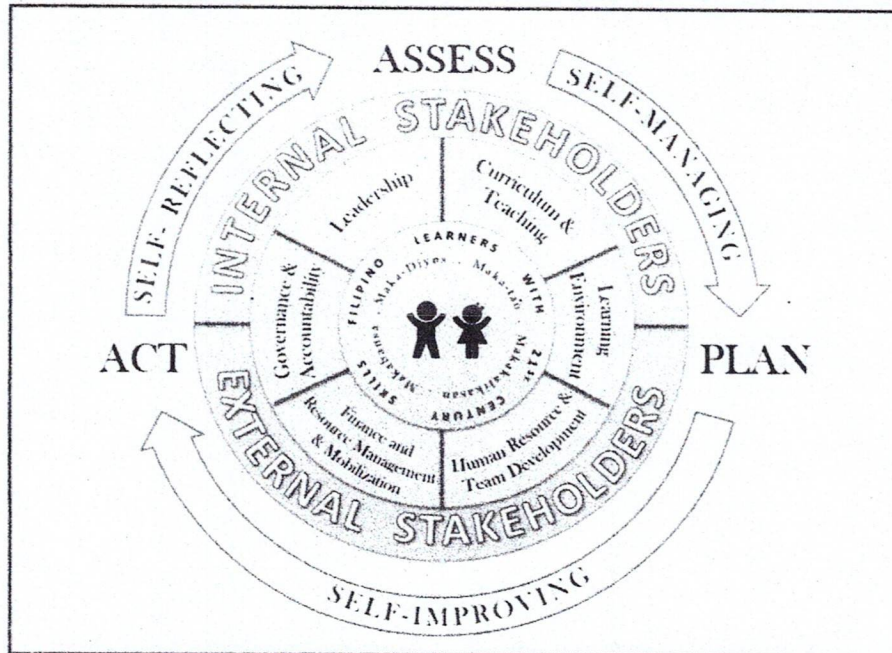 ASSESS
SELF- REFLECTING
SELF-MANAGING
INTERNAL STAKEHOLDERS
Leadership
Curriculum &
Teaching
Governance &
Accountability
Learning
Environment
FILIPINO LEARNERS WITH 21st CENTURY SKILLS
Maka-Diyos · Maka-tao
Makakalikasan · Makabansa
ACT
PLAN
Finance and
Resource Management
& Mobilization
Human Resource &
Team Development
EXTERNAL STAKEHOLDERS
SELF-IMPROVING